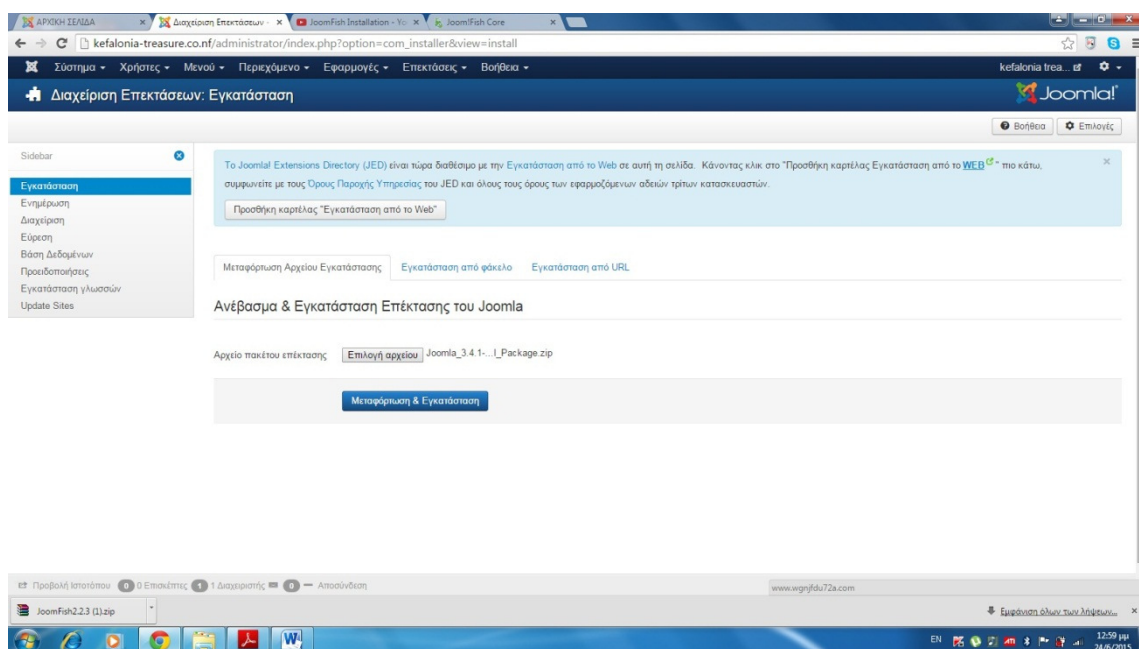 ΑΡΧΙΚΗ ΣΕΛΙΔΑ
Διαχείριση Επεκτάσεων -
JoomFish Installation - Yo
Joom!Fish Core
kefalonia-treasure.co.nf/administrator/index.php?option=com_installer&view=install
Σύστημα Χρήστες Μενού Περιεχόμενο Εφαρμογές Επεκτάσεις Βοήθεια
kefalonia trea...
Διαχείριση Επεκτάσεων: Εγκατάσταση
Joomla!
Βοήθεια Επιλογές
Sidebar
Εγκατάσταση
Ενημέρωση
Διαχείριση
Εύρεση
Βάση Δεδομένων
Προειδοποιήσεις
Εγκατάσταση γλωσσών
Update Sites
Το Joomla! Extensions Directory (JED) είναι τώρα διαθέσιμο με την Εγκατάσταση από το Web σε αυτή τη σελίδα. Κάνοντας κλικ στο "Προσθήκη καρτέλας Εγκατάσταση από το WEB" πιο κάτω,
συμφωνείτε με τους Όρους Παροχής Υπηρεσίας του JED και όλους τους όρους των εφαρμοζόμενων αδειών τρίτων κατασκευαστών.
Προσθήκη καρτέλας "Εγκατάσταση από το Web"
Μεταφόρτωση Αρχείου Εγκατάστασης Εγκατάσταση από φάκελο Εγκατάσταση από URL
Ανέβασμα & Εγκατάσταση Επέκτασης του Joomla
Αρχείο πακέτου επέκτασης Επιλογή αρχείου Joomla_3.4.1-...l_Package.zip
Μεταφόρτωση & Εγκατάσταση
Προβολή Ιστοτόπου 0 0 Επισκέπτες 1 1 Διαχειριστής 0 Αποσύνδεση
www.wgnjfdu72a.com
JoomFish2.2.3 (1).zip
Εμφάνιση όλων των λήψεων...
EN
12:59 μμ
24/6/2015